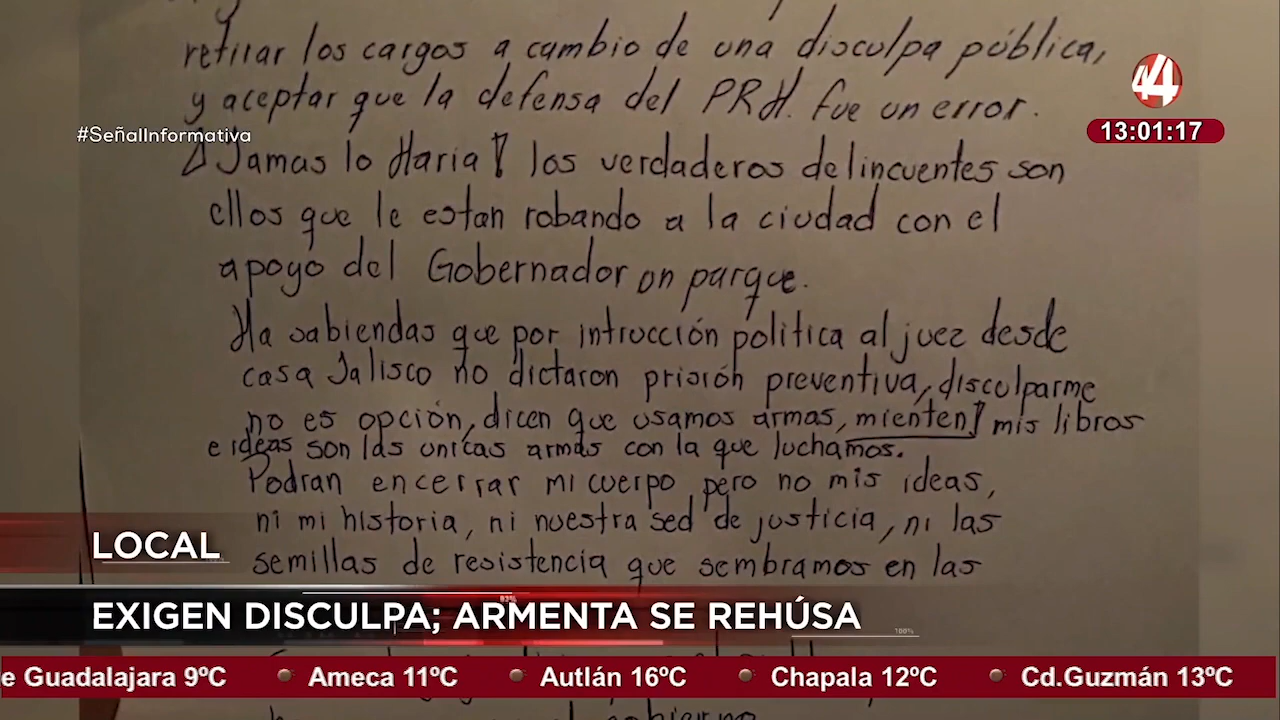 retirar los cargos a cambio de una disculpa pública,
y aceptar que la defensa del PRH. fue un error.
¡Jamas lo Haria! los verdaderos delincuentes son
ellos que le estan robando a la ciudad con el
apoyo del Gobernador on parque.
Ha sabiendas que por intrucción politica al juez desde
casa Jalisco no dictaron prisión preventiva, disculparme
no es opción, dicen que usamos armas, mienten! mis libros
e ideas son las unicas armas con la que luchamos.
Podran encerrar mi cuerpo pero no mis ideas,
ni mi historia, ni nuestra sed de justicia, ni las
semillas de resistencia que sembramos en las
#SeñalInformativa
44
13:01:17
LOCAL
EXIGEN DISCULPA; ARMENTA SE REHÚSA
83%
100%
e Guadalajara 9ºC Ameca 11ºC Autlán 16ºC Chapala 12ºC Cd.Guzmán 13ºC